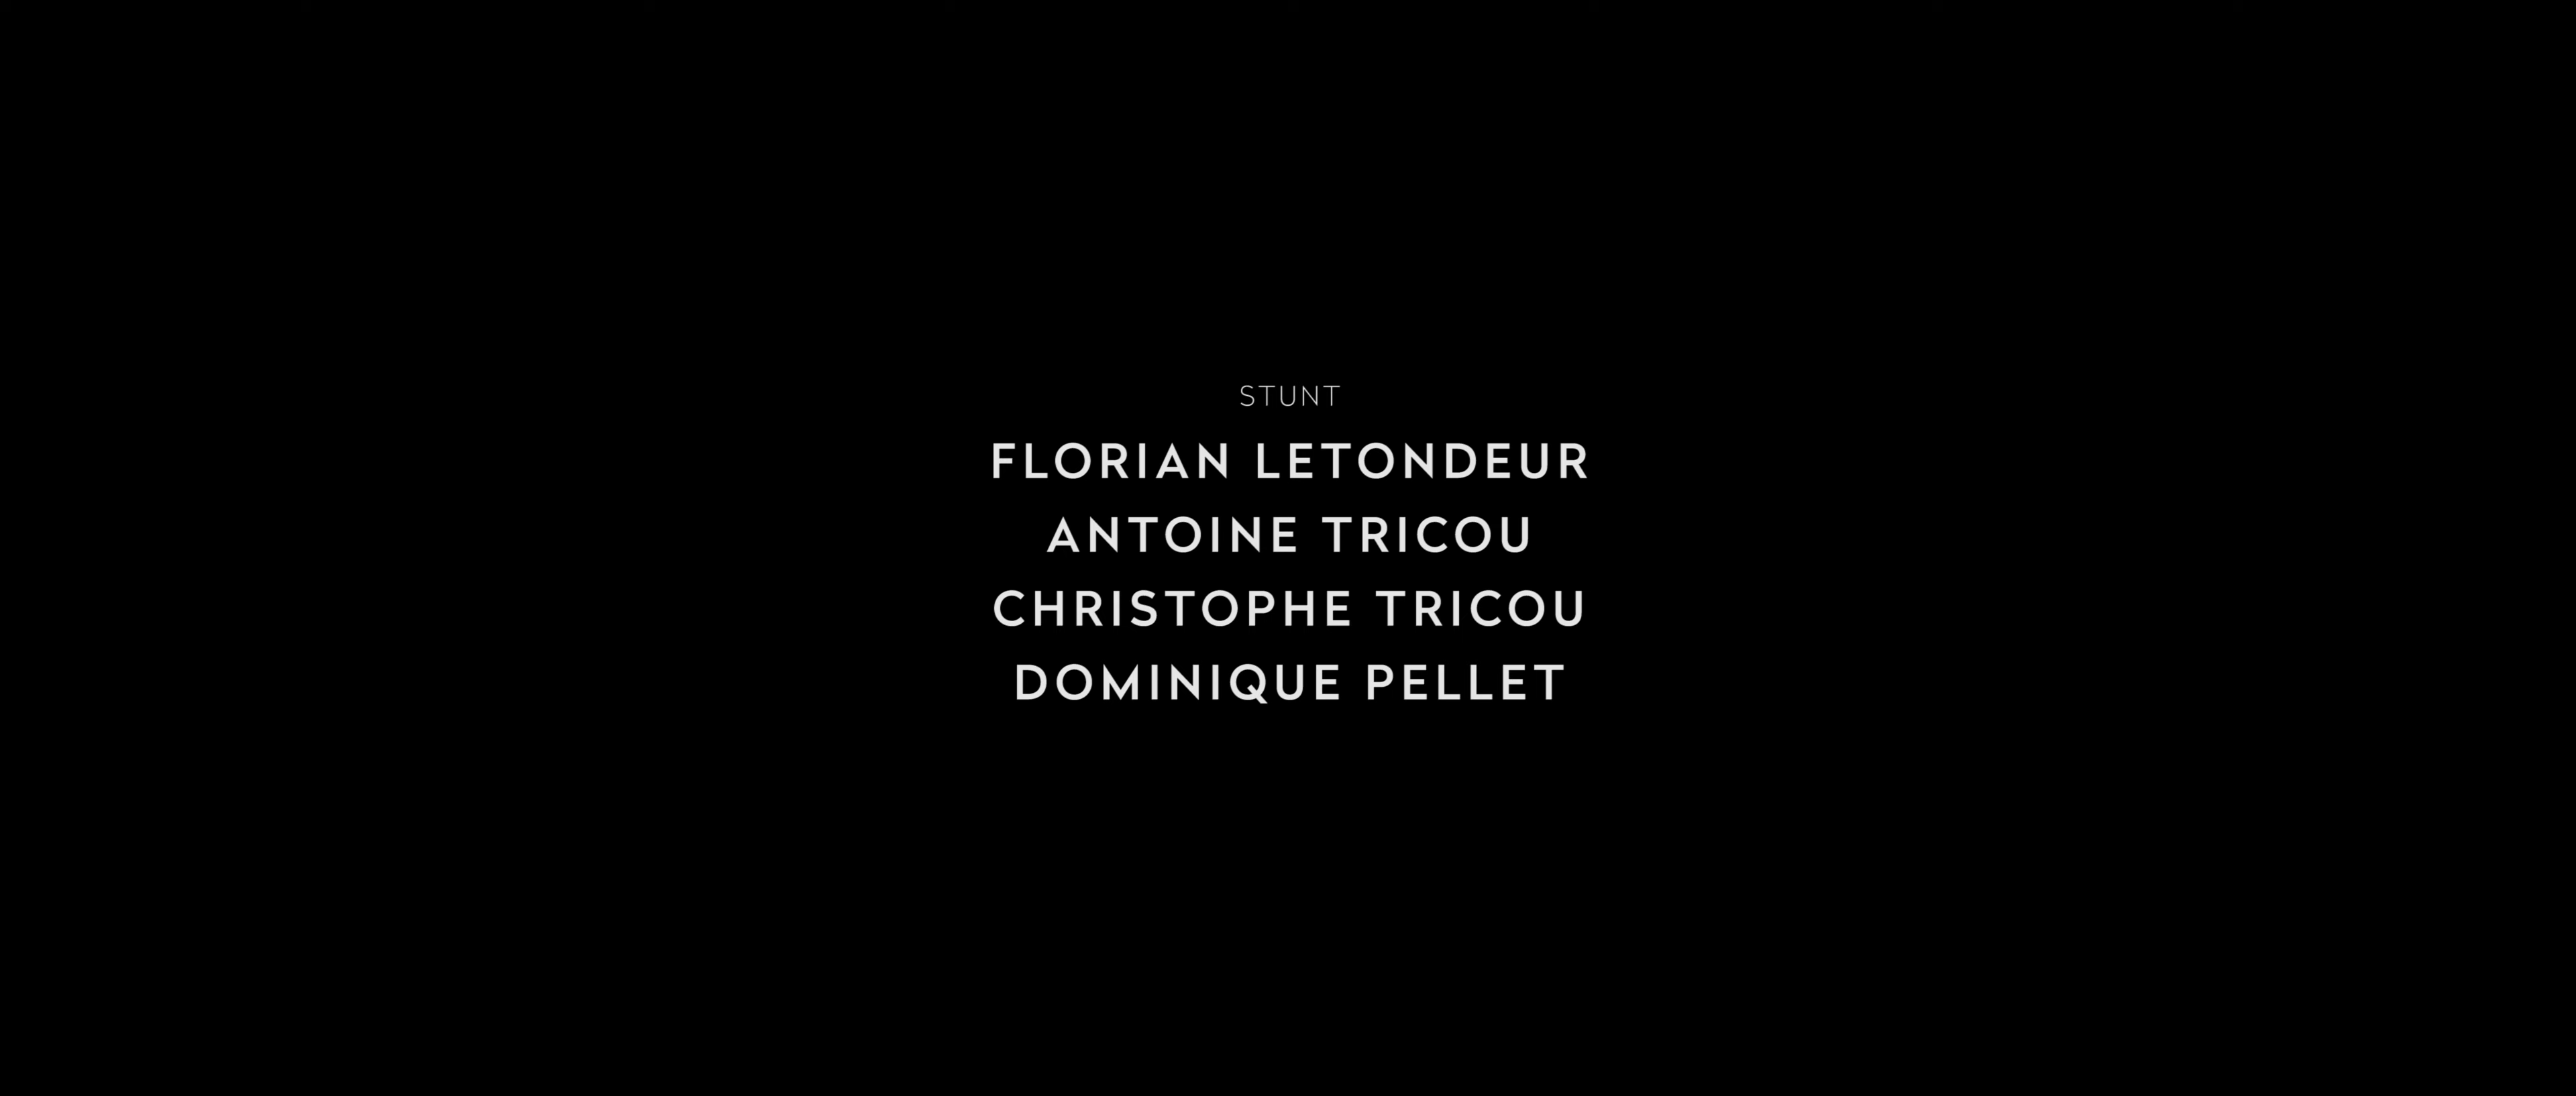 STUNT
FLORIAN LETONDEUR
ANTOINE TRICOU
CHRISTOPHE TRICOU
DOMINIQUE PELLET